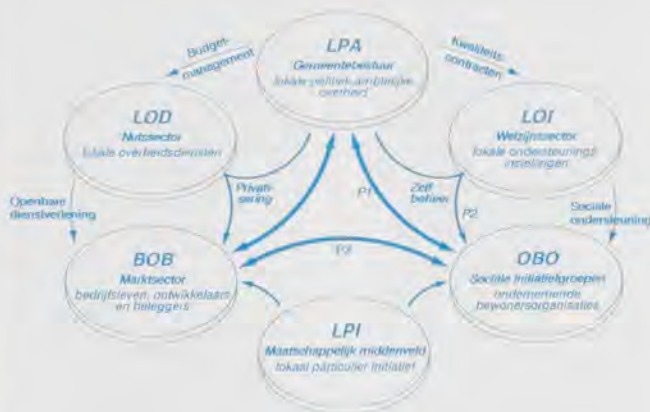 LPA
Gemeentebestuur
lokale politiek-ambtelijke
overheid
Budget-
management
Kwaliteits-
contracten
LOD
Nutssector
lokale overheidsdiensten
LOI
Welzijnssector
lokale ondersteunings
instellingen
Openbare
dienstverlening
Privati-
sering
P1
Zelf
beheer
P2
Sociale
ondersteuning
P3
BOB
Marktsector
bedrijfsleven, ontwikkelaars
en beleggers
OBO
Sociale initiatiefgroepen
ondernemende
bewonersorganisaties
LPI
Maatschappelijk middenveld
lokaal particulier initiatief